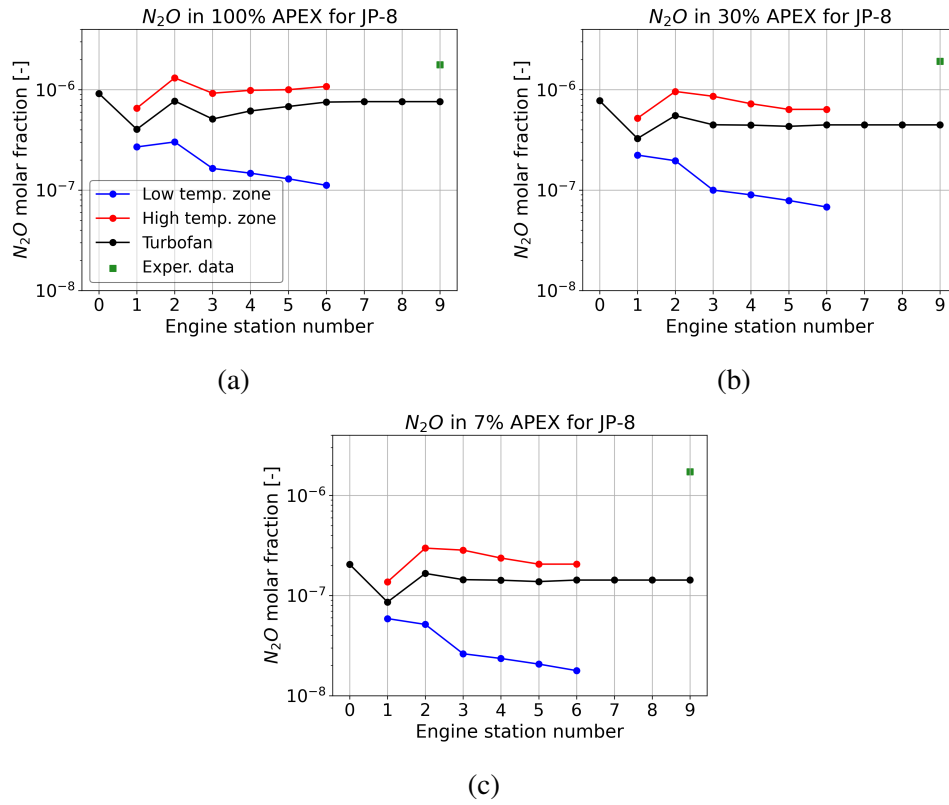 N₂O in 100% APEX for JP-8
N₂O molar fraction [-]
10⁻⁶
10⁻⁷
10⁻⁸
Low temp. zone
High temp. zone
Turbofan
Exper. data
0 1 2 3 4 5 6 7 8 9
Engine station number
(a)
N₂O in 30% APEX for JP-8
N₂O molar fraction [-]
10⁻⁶
10⁻⁷
10⁻⁸
0 1 2 3 4 5 6 7 8 9
Engine station number
(b)
N₂O in 7% APEX for JP-8
N₂O molar fraction [-]
10⁻⁶
10⁻⁷
10⁻⁸
0 1 2 3 4 5 6 7 8 9
Engine station number
(c)